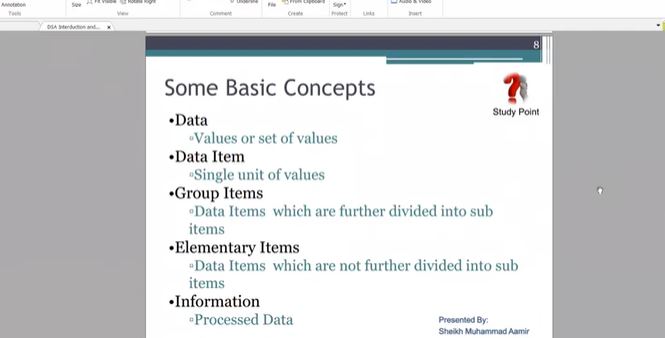 Annotation
Size
Fit Visible
Rotate Right
Underline
File
From Clipboard
Sign
Audio & Video
Tools
View
Comment
Create
Protect
Links
Insert
DSA Interduction and...
8
Some Basic Concepts
Study Point
•Data
▫Values or set of values
•Data Item
▫Single unit of values
•Group Items
▫Data Items which are further divided into sub
items
•Elementary Items
▫Data Items which are not further divided into sub
items
•Information
▫Processed Data
Presented By:
Sheikh Muhammad Aamir